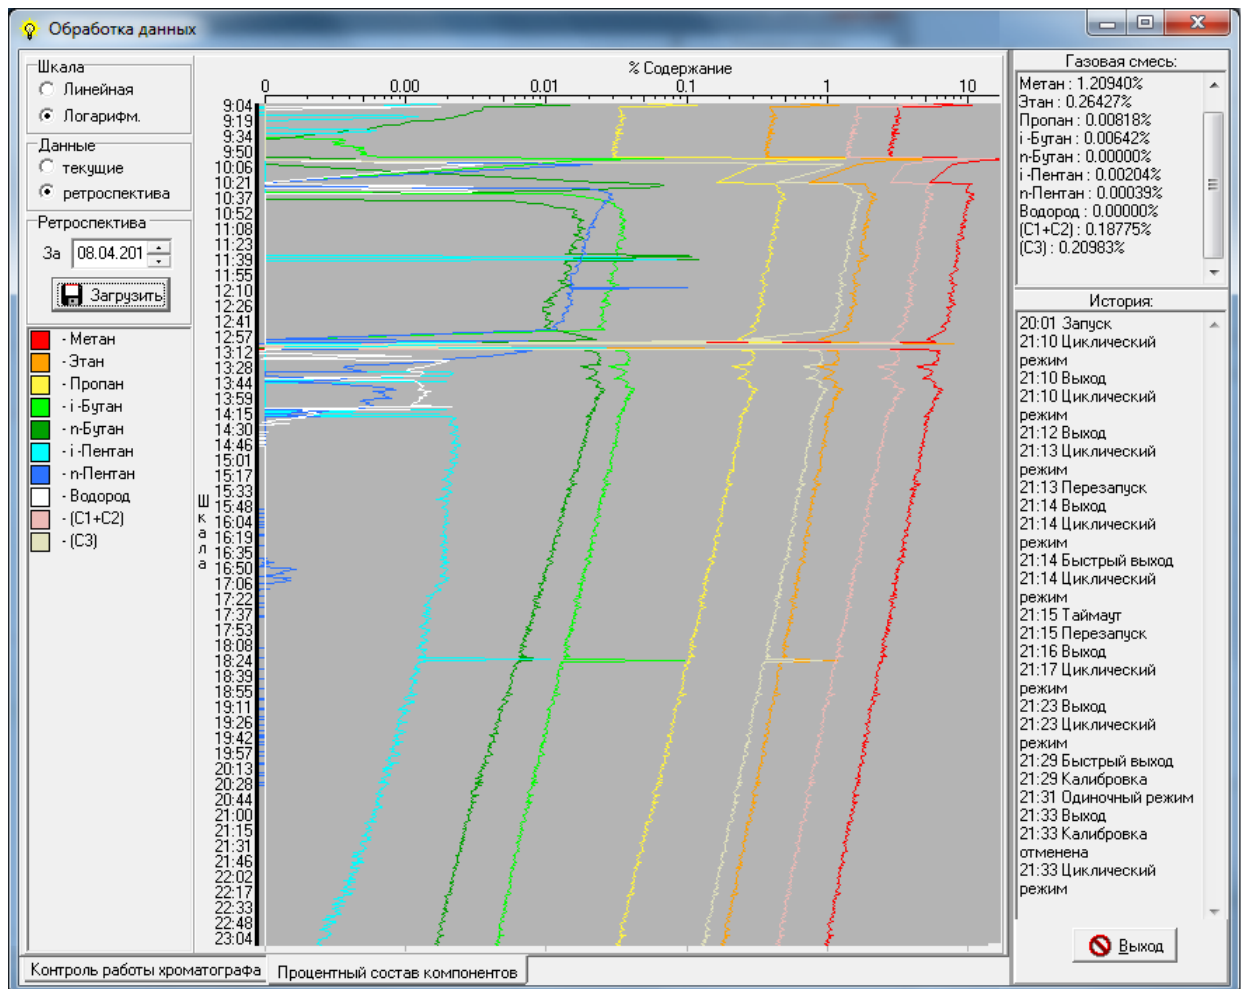 Обработка данных
Шкала
Линейная
Логарифм.
Данные
текущие
ретроспектива
Ретроспектива
За 08.04.201
Загрузить
- Метан
- Этан
- Пропан
- i -Бутан
- n-Бутан
- i -Пентан
- n-Пентан
- Водород
- (C1+C2)
- (C3)
% Содержание
0 0.00 0.01 0.1 1 10
Шкала
9:04
9:19
9:34
9:50
10:06
10:21
10:37
10:52
11:08
11:23
11:39
11:55
12:10
12:26
12:41
12:57
13:12
13:28
13:44
13:59
14:15
14:30
14:46
15:01
15:17
15:33
15:48
16:04
16:19
16:35
16:50
17:06
17:22
17:37
17:53
18:08
18:24
18:39
18:55
19:11
19:26
19:42
19:57
20:13
20:28
20:44
21:00
21:15
21:31
21:46
22:02
22:17
22:33
22:48
23:04
Контроль работы хроматографа
Процентный состав компонентов
Газовая смесь:
Метан : 1.20940%
Этан : 0.26427%
Пропан : 0.00818%
i -Бутан : 0.00642%
n-Бутан : 0.00000%
i -Пентан : 0.00204%
n-Пентан : 0.00039%
Водород : 0.00000%
(C1+C2) : 0.18775%
(C3) : 0.20983%
История:
20:01 Запуск
21:10 Циклический
режим
21:10 Выход
21:10 Циклический
режим
21:12 Выход
21:13 Циклический
режим
21:13 Перезапуск
21:14 Выход
21:14 Циклический
режим
21:14 Быстрый выход
21:14 Циклический
режим
21:15 Таймаут
21:15 Перезапуск
21:16 Выход
21:17 Циклический
режим
21:23 Выход
21:23 Циклический
режим
21:29 Быстрый выход
21:29 Калибровка
21:31 Одиночный режим
21:33 Выход
21:33 Калибровка
отменена
21:33 Циклический
режим
Выход